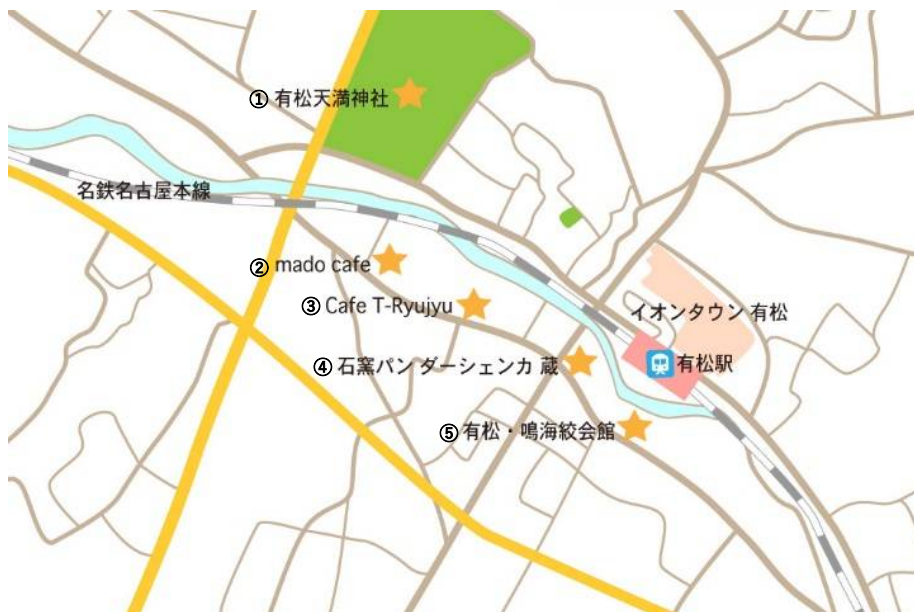 ① 有松天満神社
名鉄名古屋本線
② mado cafe
③ Cafe T-Ryujyu
イオンタウン 有松
④ 石窯パン ダーシェンカ 蔵
有松駅
⑤ 有松・鳴海絞会館